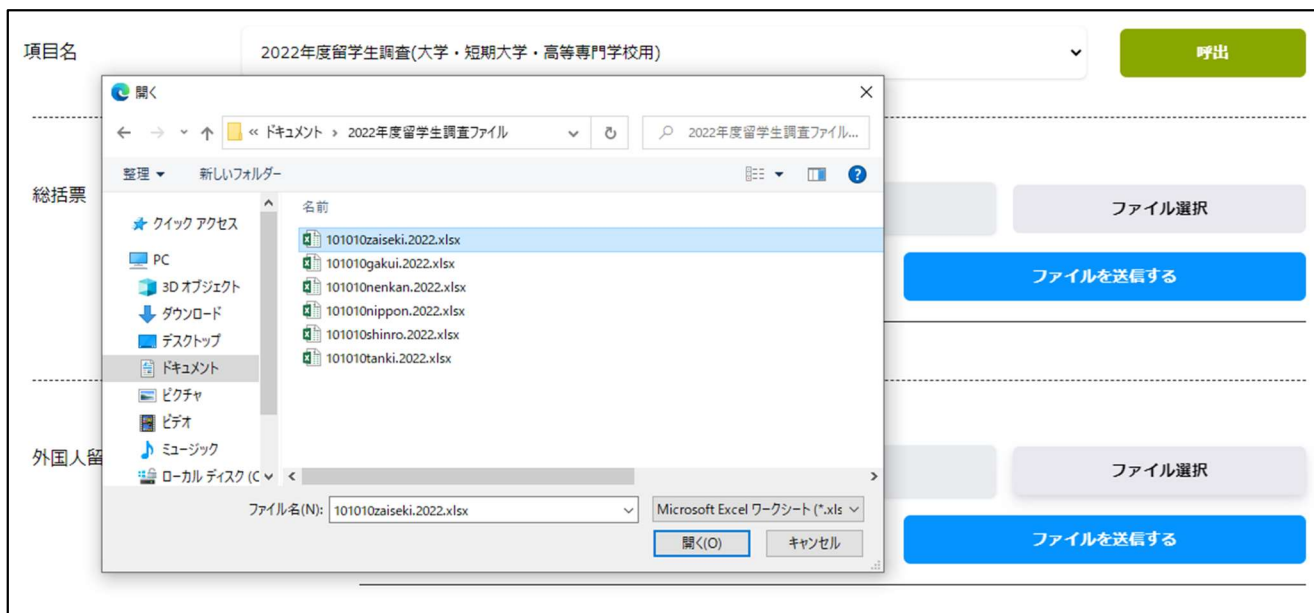 項目名
2022年度留学生調査(大学・短期大学・高等専門学校用)
呼出
開く
« ドキュメント › 2022年度留学生調査ファイル
2022年度留学生調査ファイル...
整理
新しいフォルダー
総括票
ファイル選択
ファイルを送信する
クイック アクセス
PC
3D オブジェクト
ダウンロード
デスクトップ
ドキュメント
ピクチャ
ビデオ
ミュージック
ローカル ディスク (C
名前
101010zaiseki.2022.xlsx
101010gakui.2022.xlsx
101010nenkan.2022.xlsx
101010nippon.2022.xlsx
101010shinro.2022.xlsx
101010tanki.2022.xlsx
外国人留
ファイル選択
ファイル名(N):
101010zaiseki.2022.xlsx
Microsoft Excel ワークシート (*.xls
開く(O)
キャンセル
ファイルを送信する